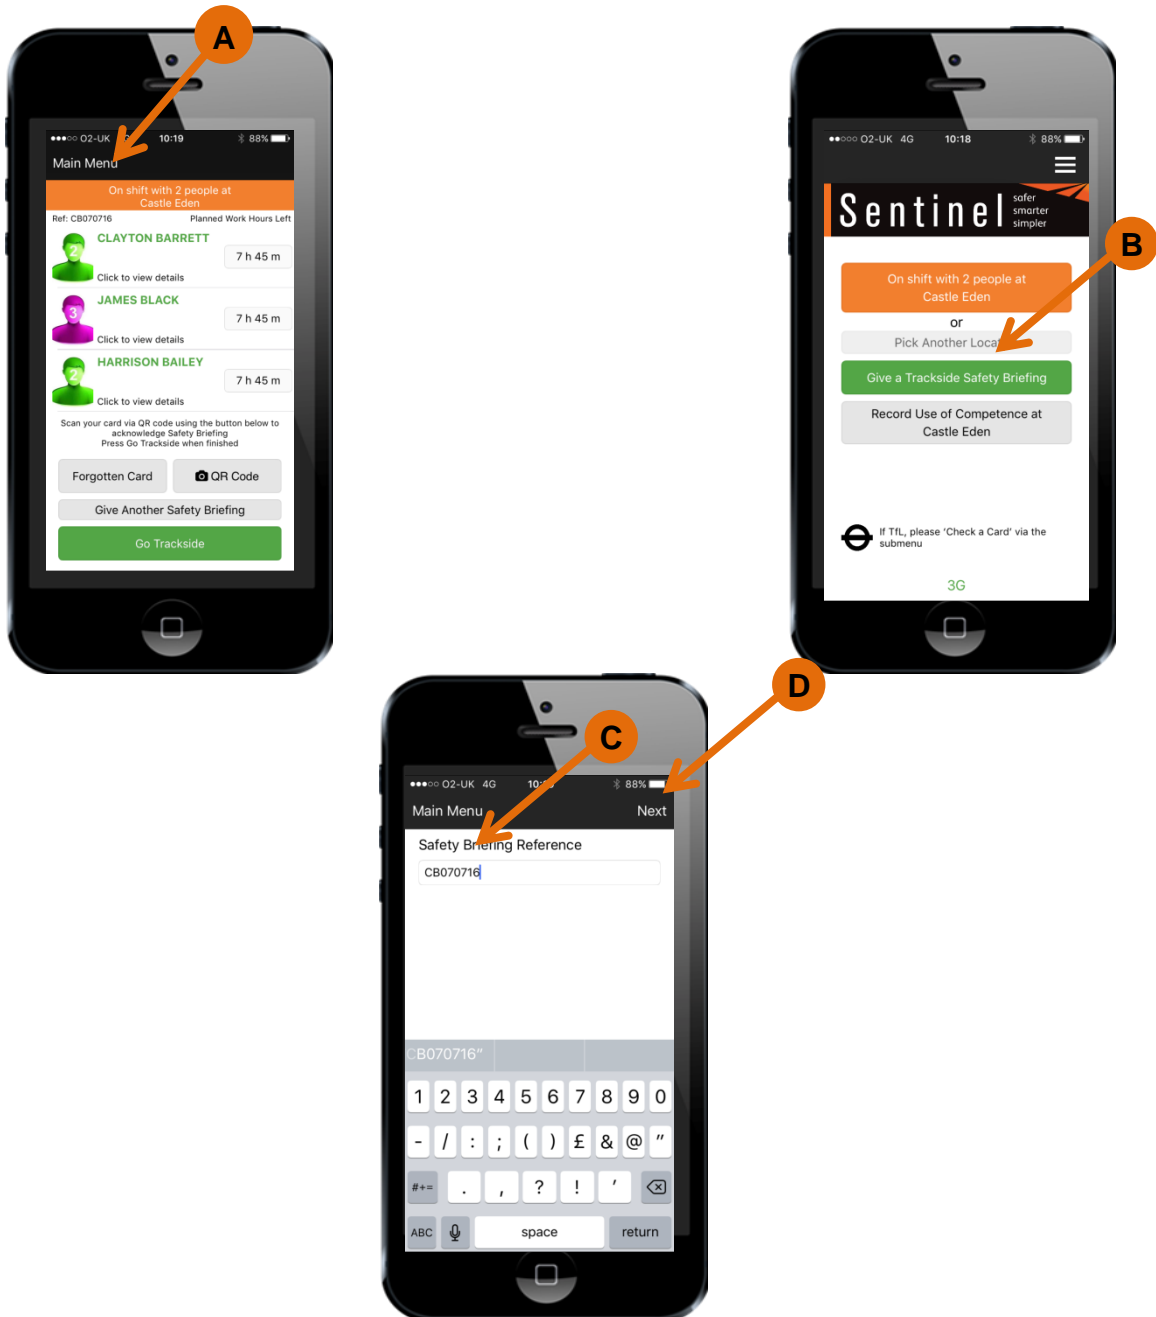 A
●●●○○ O2-UK
10:19
88%
Main Menu
On shift with 2 people at
Castle Eden
Ref: CB070716 Planned Work Hours Left
2
CLAYTON BARRETT
7 h 45 m
Click to view details
3
JAMES BLACK
7 h 45 m
Click to view details
2
HARRISON BAILEY
7 h 45 m
Click to view details
Scan your card via QR code using the button below to
acknowledge Safety Briefing
Press Go Trackside when finished
Forgotten Card QR Code
Give Another Safety Briefing
Go Trackside
B
●●○○○ O2-UK 4G 10:18 88%
Sentinel
safer
smarter
simpler
On shift with 2 people at
Castle Eden
or
Pick Another
Give a Trackside Safety Briefing
Record Use of Competence at
Castle Eden
If TfL, please ‘Check a Card’ via the
submenu
3G
C
D
●●●○○ O2-UK 4G
88%
Main Menu Next
Safety Briefing Reference
CB070716
CB070716"
1 2 3 4 5 6 7 8 9 0
- / : ; ( ) £ & @ "
#+= . , ? ! '
ABC space return